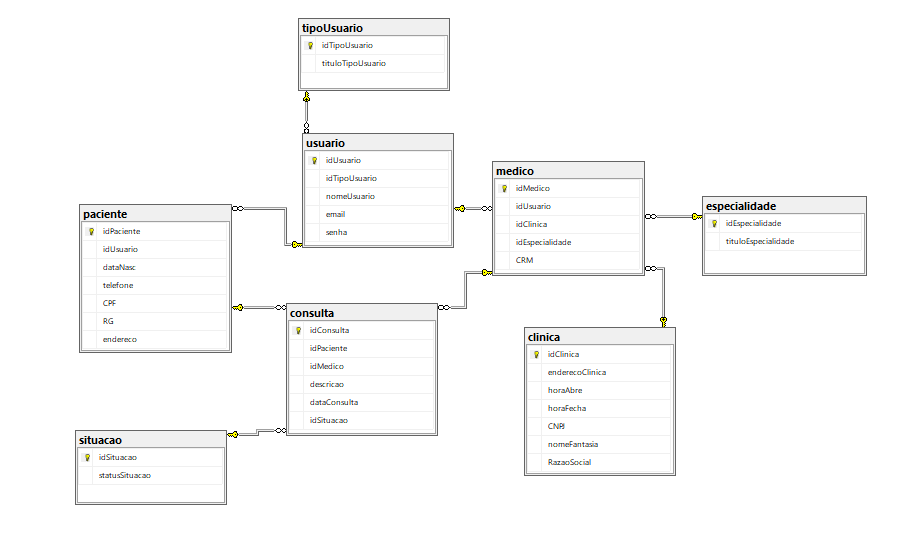 tipoUsuario
idTipoUsuario
tituloTipoUsuario
usuario
idUsuario
idTipoUsuario
nomeUsuario
email
senha
medico
idMedico
idUsuario
idClinica
idEspecialidade
CRM
especialidade
idEspecialidade
tituloEspecialidade
paciente
idPaciente
idUsuario
dataNasc
telefone
CPF
RG
endereco
consulta
idConsulta
idPaciente
idMedico
descricao
dataConsulta
idSituacao
clinica
idClinica
enderecoClinica
horaAbre
horaFecha
CNPJ
nomeFantasia
RazaoSocial
situacao
idSituacao
statusSituacao